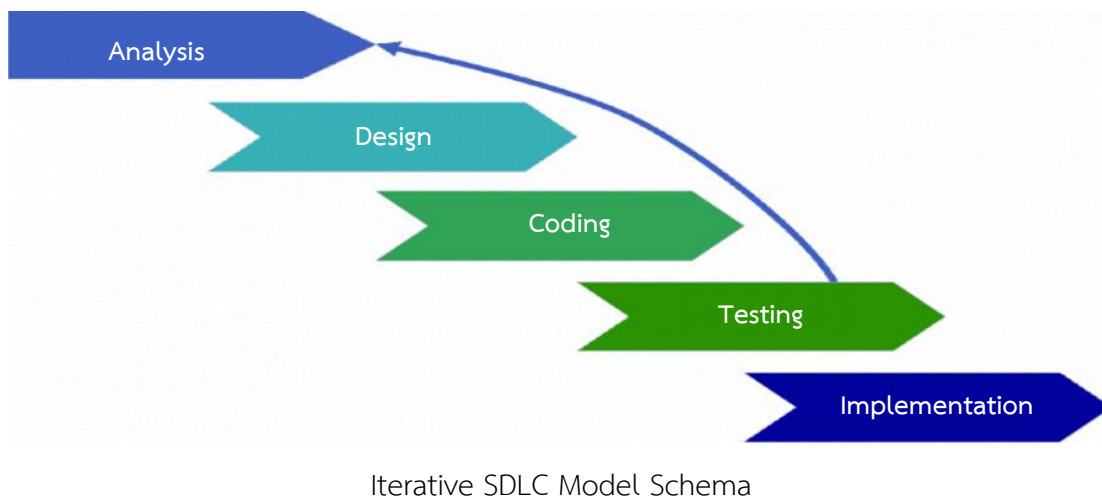 Analysis
Design
Coding
Testing
Implementation
Iterative SDLC Model Schema